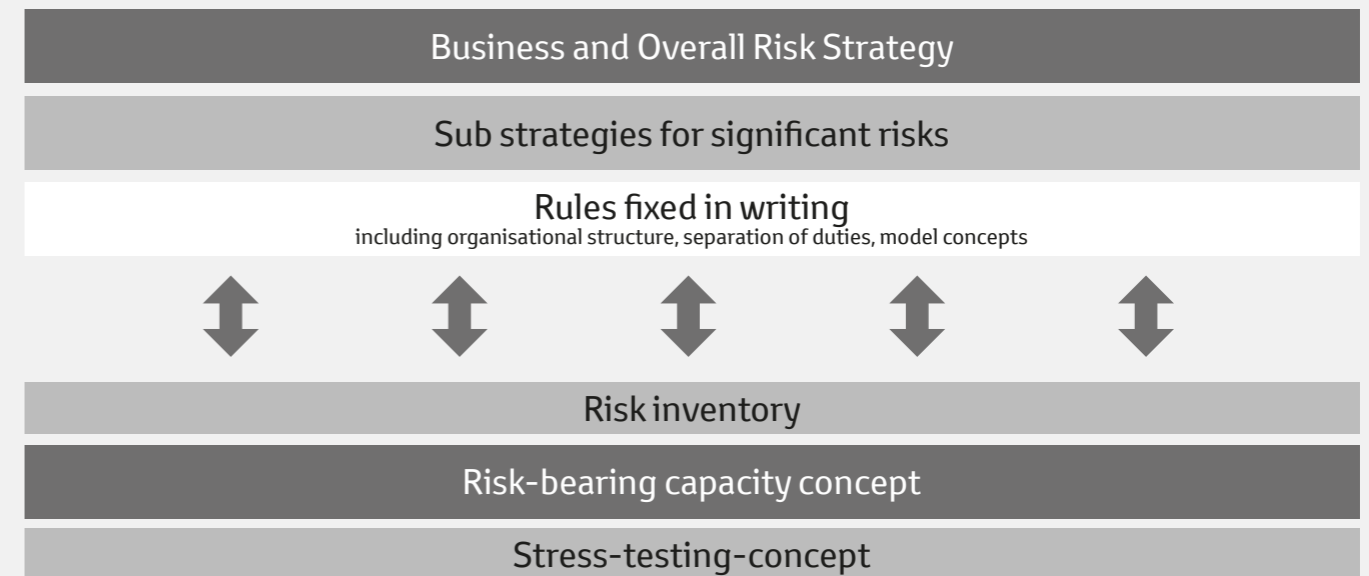 Business and Overall Risk Strategy
Sub strategies for significant risks
Rules fixed in writing
including organisational structure, separation of duties, model concepts
Risk inventory
Risk-bearing capacity concept
Stress-testing-concept